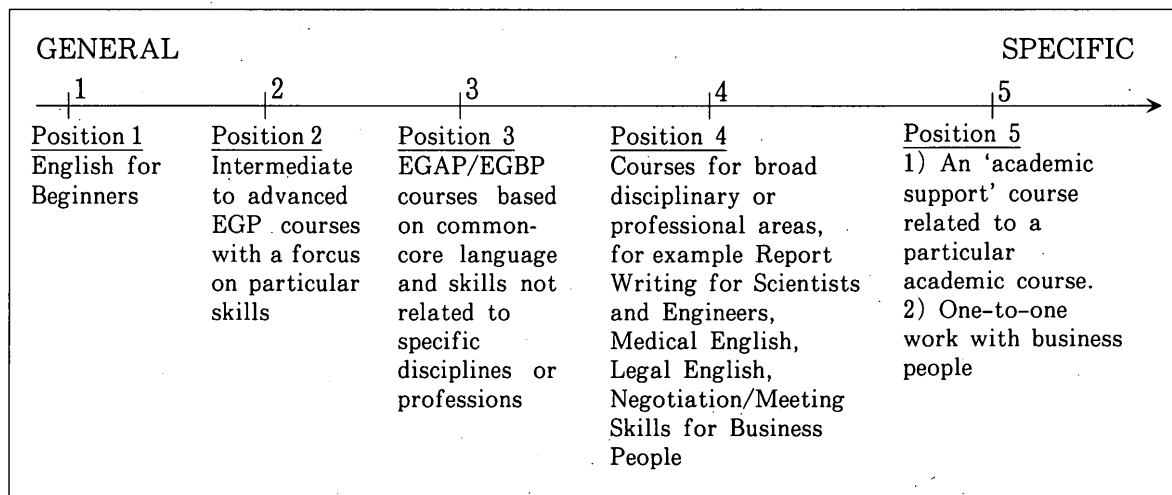 GENERAL SPECIFIC
1 2 3 4 5
Position 1
English for
Beginners
Position 2
Intermediate
to advanced
EGP courses
with a forcus
on particular
skills
Position 3
EGAP/EGBP
courses based
on common-
core language
and skills not
related to
specific
disciplines or
professions
Position 4
Courses for broad
disciplinary or
professional areas,
for example Report
Writing for Scientists
and Engineers,
Medical English,
Legal English,
Negotiation/Meeting
Skills for Business
People
Position 5
1) An ‘academic
support’ course
related to a
particular
academic course.
2) One-to-one
work with business
people